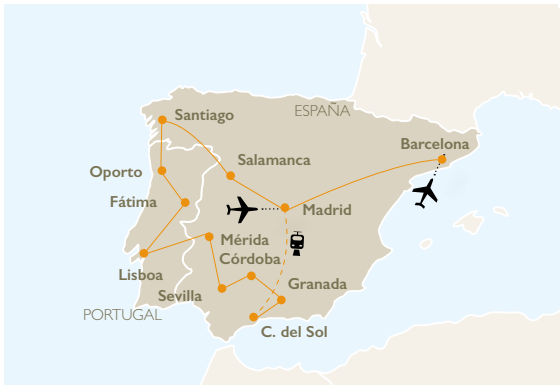 ESPAÑA
Santiago
Barcelona
Salamanca
Oporto
Fátima
Madrid
Mérida
Córdoba
Lisboa
Granada
Sevilla
PORTUGAL
C. del Sol